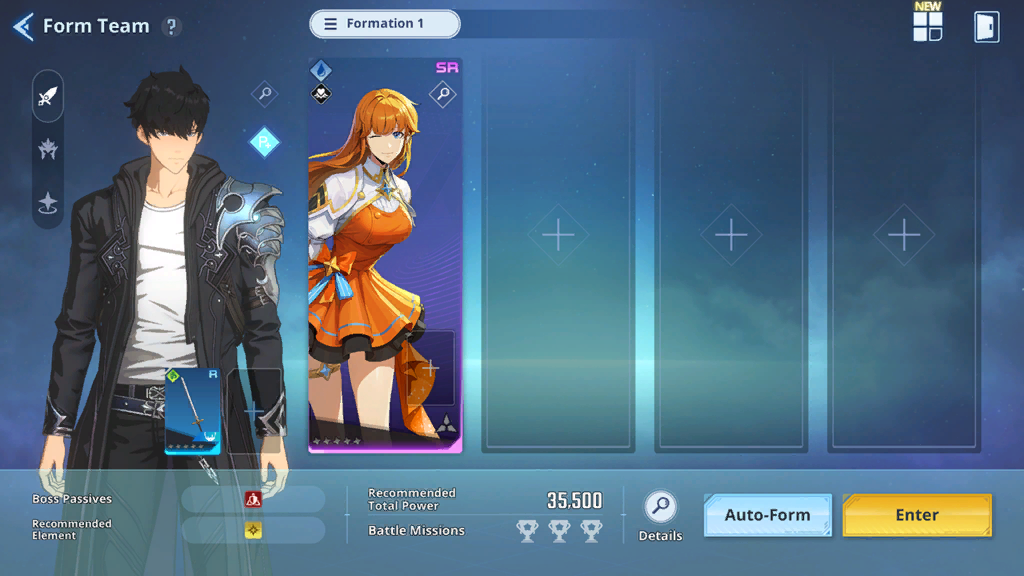 Form Team ?
Formation 1
NEW
SR
R
Boss Passives
Recommended
Element
Recommended
Total Power
35,500
Battle Missions
Details
Auto-Form
Enter